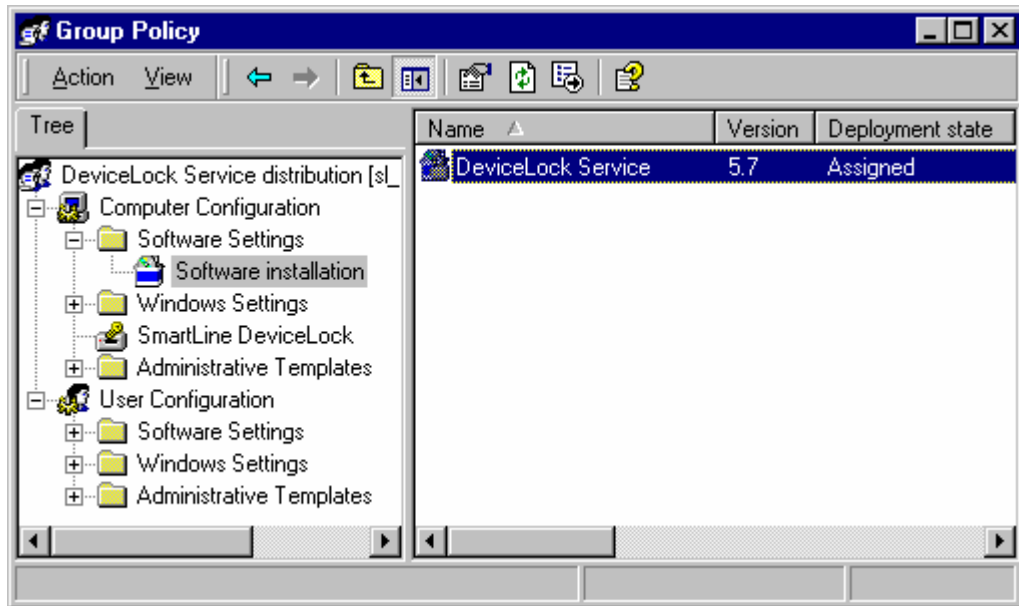 Group Policy
Action View
Tree
Name Version Deployment state
DeviceLock Service 5.7 Assigned
DeviceLock Service distribution [sl_
Computer Configuration
Software Settings
Software installation
Windows Settings
SmartLine DeviceLock
Administrative Templates
User Configuration
Software Settings
Windows Settings
Administrative Templates